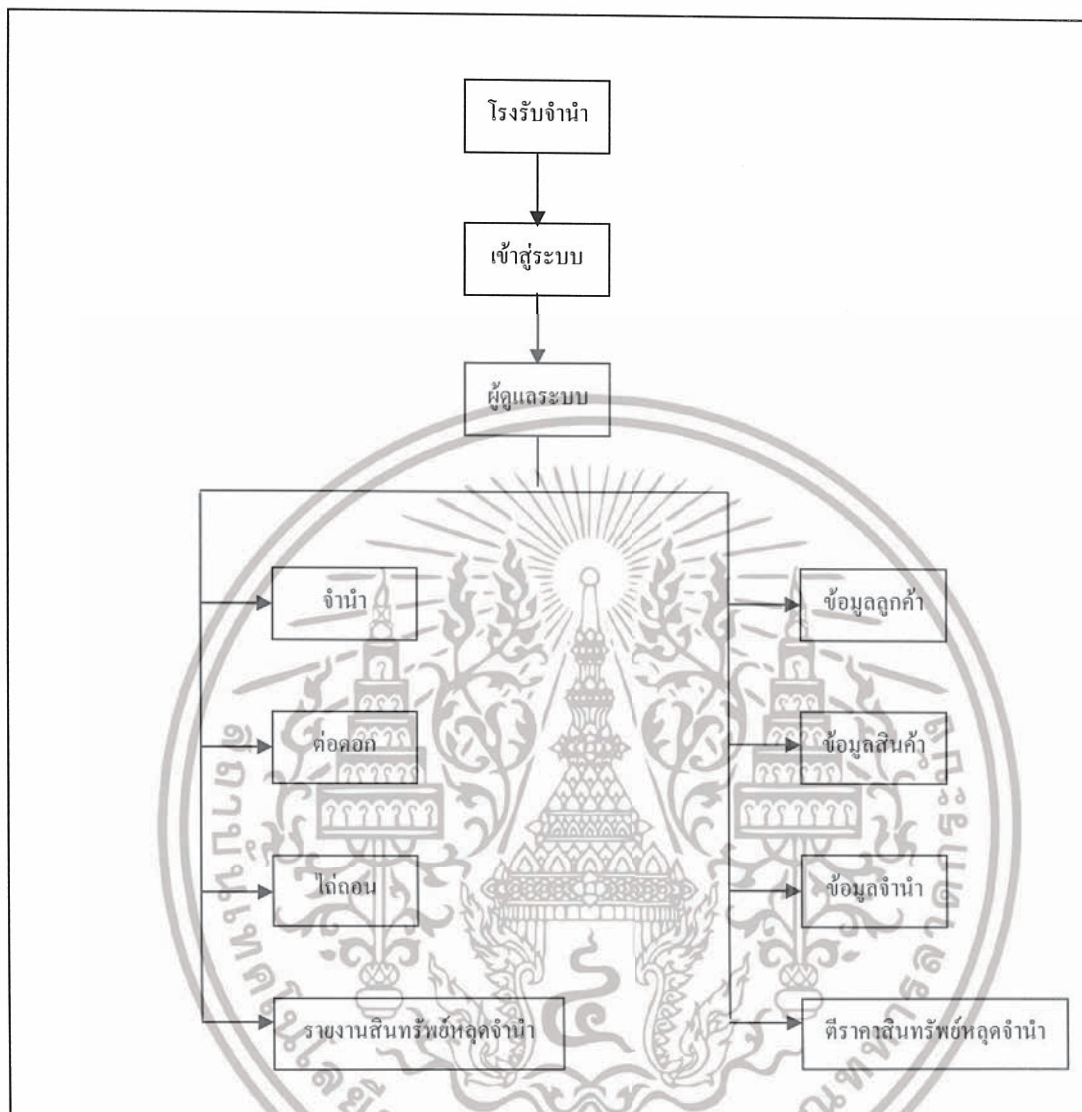 โรงรับจำนำ
เข้าสู่ระบบ
ผู้ดูแลระบบ
จำนำ
ข้อมูลลูกค้า
ต่อดอก
ข้อมูลสินค้า
ไถ่ถอน
ข้อมูลจำนำ
รายงานสินทรัพย์หลุดจำนำ
ตีราคาสินทรัพย์หลุดจำนำ